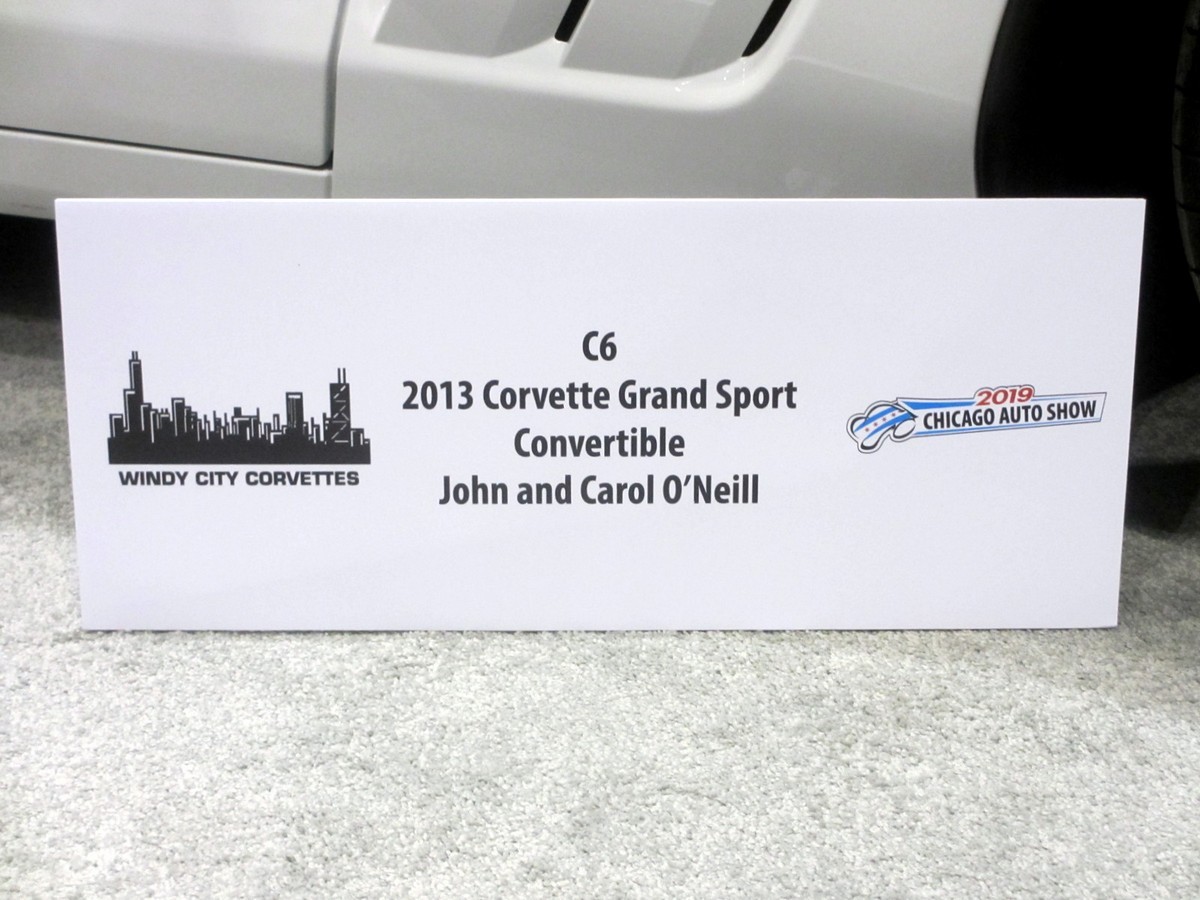 C6
2013 Corvette Grand Sport
Convertible
John and Carol O'Neill
WINDY CITY CORVETTES
2019
CHICAGO AUTO SHOW